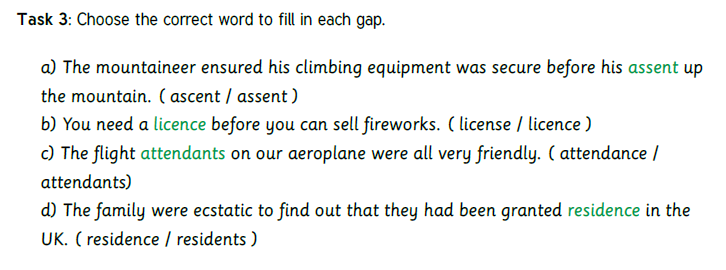 Task 3: Choose the correct word to fill in each gap.
a) The mountaineer ensured his climbing equipment was secure before his assent up
the mountain. ( ascent / assent )
b) You need a licence before you can sell fireworks. ( license / licence )
c) The flight attendants on our aeroplane were all very friendly. ( attendance /
attendants)
d) The family were ecstatic to find out that they had been granted residence in the
UK. ( residence / residents )